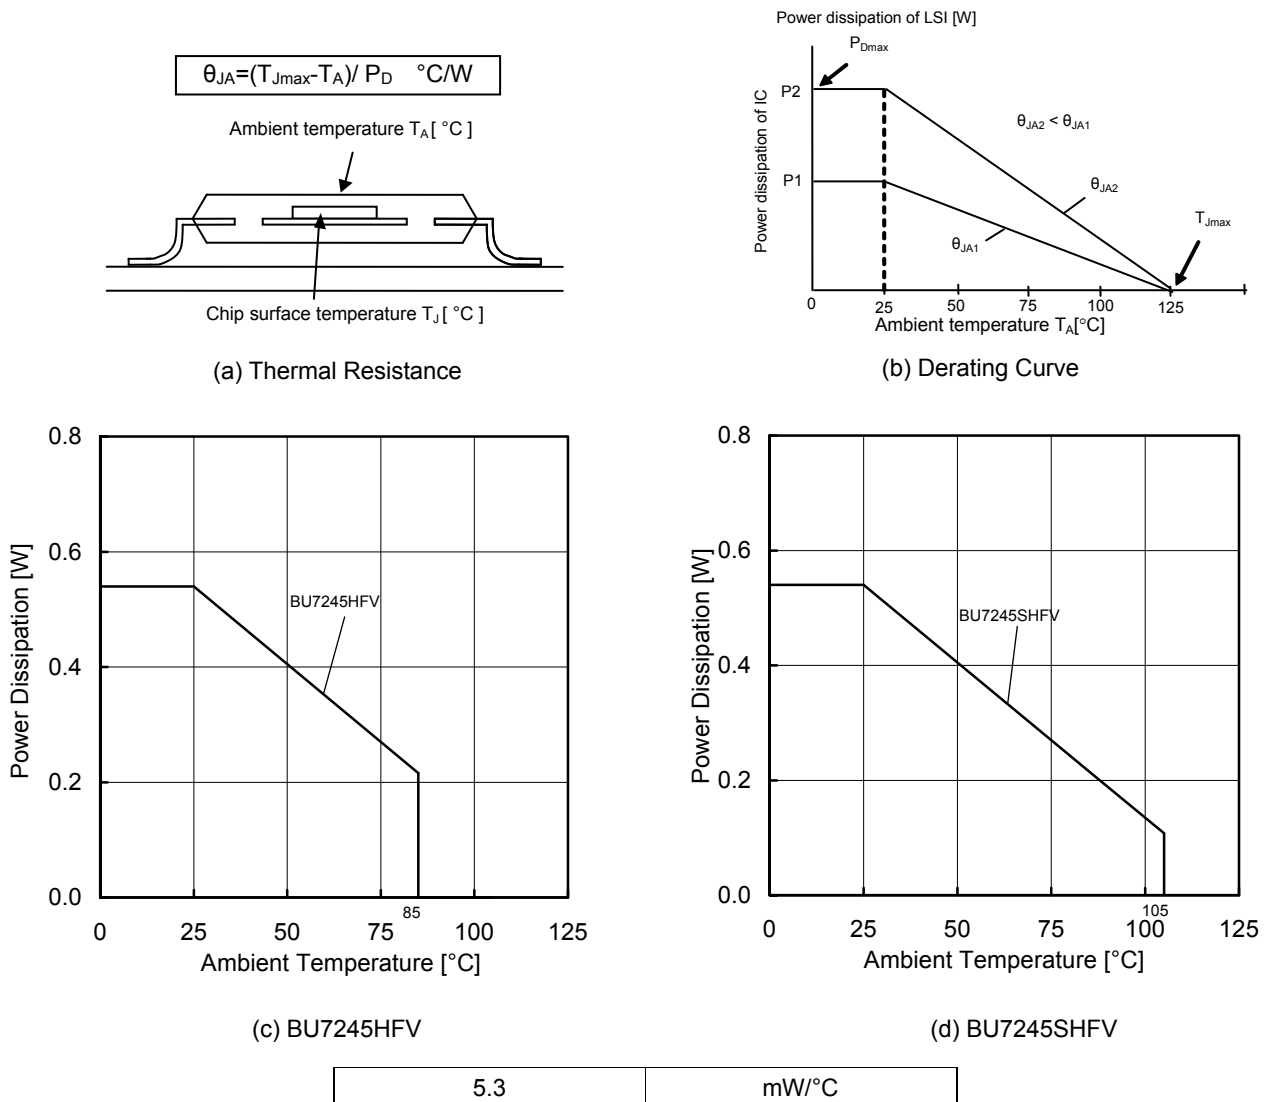 θJA=(TJmax-TA)/ PD °C/W
Ambient temperature TA[ °C ]
Chip surface temperature TJ[ °C ]
(a) Thermal Resistance
Power dissipation of LSI [W]
PDmax
Power dissipation of IC
P2
P1
θJA2 < θJA1
θJA2
θJA1
TJmax
0 25 50 75 100 125
Ambient temperature TA[°C]
(b) Derating Curve
Power Dissipation [W]
0.8
0.6
0.4
0.2
0.0
BU7245HFV
85
0 25 50 75 100 125
Ambient Temperature [°C]
(c) BU7245HFV
Power Dissipation [W]
0.8
0.6
0.4
0.2
0.0
BU7245SHFV
105
0 25 50 75 100 125
Ambient Temperature [°C]
(d) BU7245SHFV
5.3 mW/°C